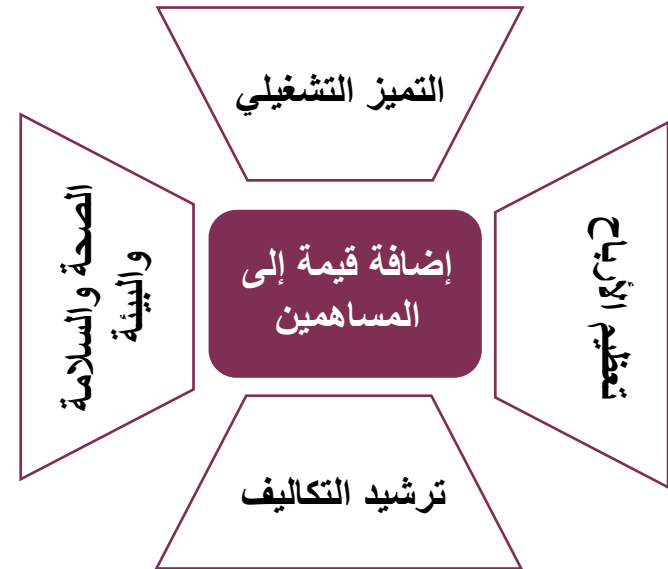 التميز التشغيلي
تعظيم الأرباح
إضافة قيمة إلى
المساهمين
الصحة والسلامة
والبيئة
ترشيد التكاليف